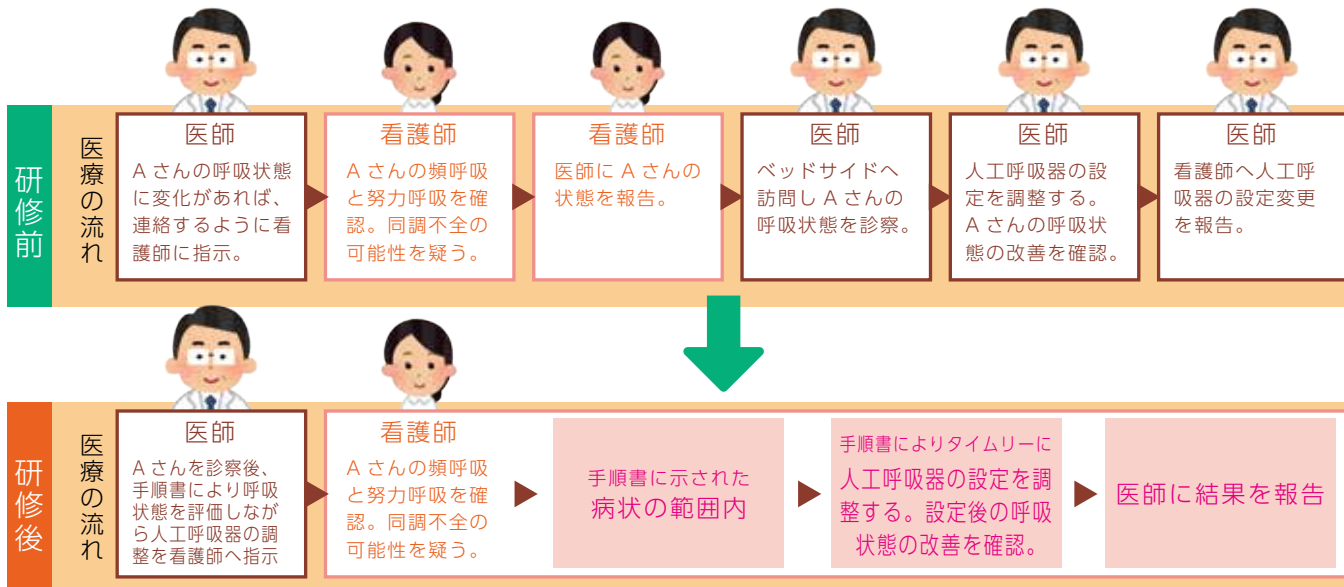 研修前
医療の流れ
医師
A さんの呼吸状態
に変化があれば、
連絡するように看
護師に指示。
看護師
A さんの頻呼吸
と努力呼吸を確
認。同調不全の
可能性を疑う。
看護師
医師に A さんの
状態を報告。
医師
ベッドサイドへ
訪問し A さんの
呼吸状態を診察。
医師
人工呼吸器の設
定を調整する。
A さんの呼吸状
態の改善を確認。
医師
看護師へ人工呼
吸器の設定変更
を報告。
研修後
医療の流れ
医師
A さんを診察後、
手順書により呼吸
状態を評価しなが
ら人工呼吸器の調
整を看護師へ指示
看護師
A さんの頻呼吸
と努力呼吸を確
認。同調不全の
可能性を疑う。
手順書に示された
病状の範囲内
手順書によりタイムリーに
人工呼吸器の設定を調
整する。設定後の呼吸
状態の改善を確認。
医師に結果を報告